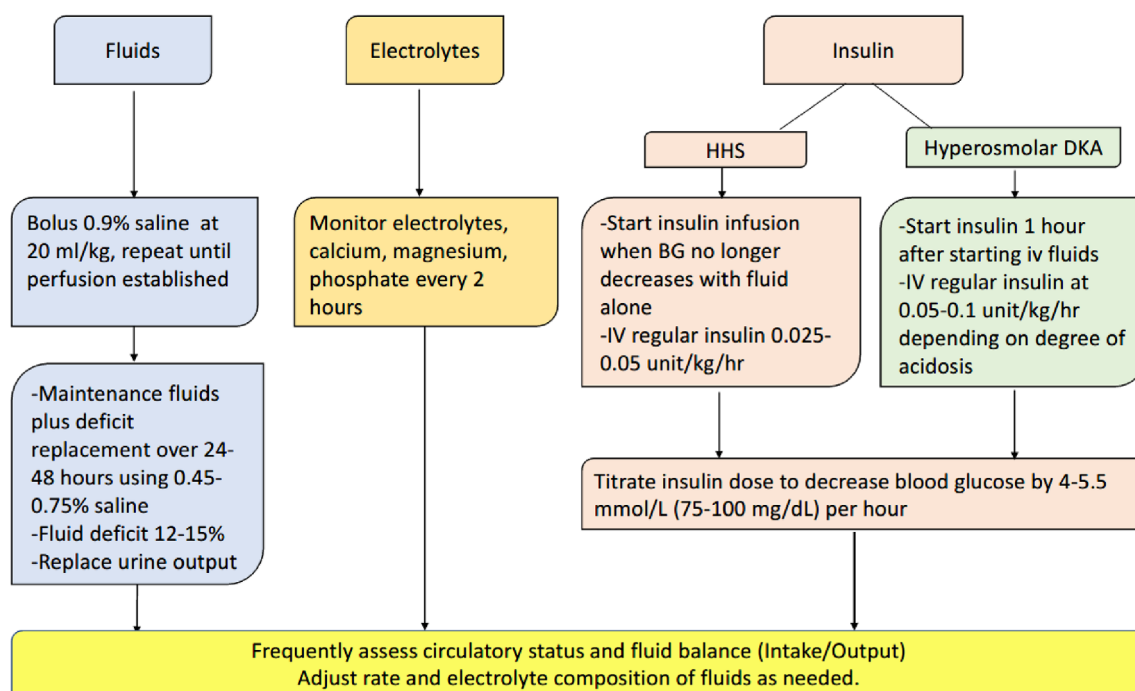 Fluids
Electrolytes
Insulin
HHS
Hyperosmolar DKA
Bolus 0.9% saline at
20 ml/kg, repeat until
perfusion established
Monitor electrolytes,
calcium, magnesium,
phosphate every 2
hours
-Start insulin infusion
when BG no longer
decreases with fluid
alone
-IV regular insulin 0.025-
0.05 unit/kg/hr
-Start insulin 1 hour
after starting iv fluids
-IV regular insulin at
0.05-0.1 unit/kg/hr
depending on degree of
acidosis
-Maintenance fluids
plus deficit
replacement over 24-
48 hours using 0.45-
0.75% saline
-Fluid deficit 12-15%
-Replace urine output
Titrate insulin dose to decrease blood glucose by 4-5.5
mmol/L (75-100 mg/dL) per hour
Frequently assess circulatory status and fluid balance (Intake/Output)
Adjust rate and electrolyte composition of fluids as needed.